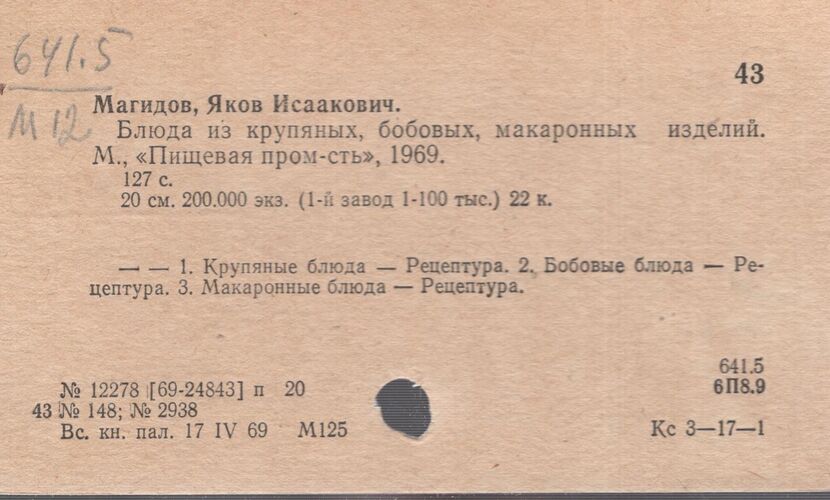 641.5
М 12
43
Магидов, Яков Исаакович.
Блюда из крупяных, бобовых, макаронных изделий.
М., «Пищевая пром-сть», 1969.
127 с.
20 см. 200.000 экз. (1-й завод 1-100 тыс.) 22 к.
— — 1. Крупяные блюда — Рецептура. 2. Бобовые блюда — Ре-
цептура. 3. Макаронные блюда — Рецептура.
641.5
№ 12278 [69-24843] п 20 6П8.9
43 № 148; № 2938
Вс. кн. пал. 17 IV 69 М125 Кс 3—17—1